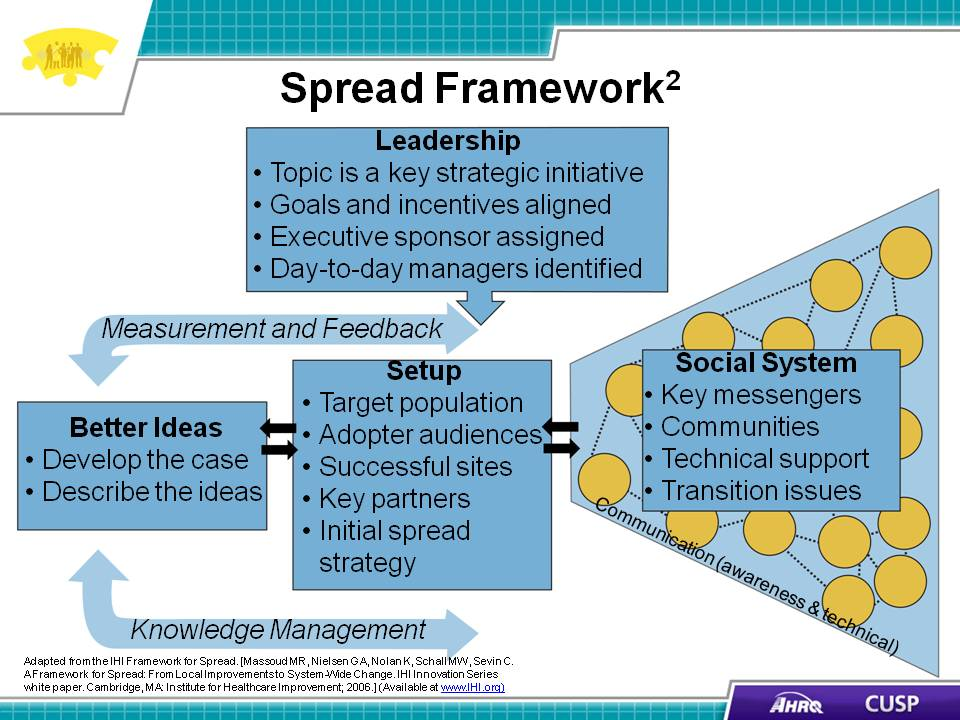 Spread Framework²
Leadership
• Topic is a key strategic initiative
• Goals and incentives aligned
• Executive sponsor assigned
• Day-to-day managers identified
Measurement and Feedback
Better Ideas
• Develop the case
• Describe the ideas
Setup
• Target population
• Adopter audiences
• Successful sites
• Key partners
• Initial spread
strategy
Social System
• Key messengers
• Communities
• Technical support
• Transition issues
Communication (awareness & technical)
Knowledge Management
Adapted from the IHI Framework for Spread. [Massoud MR, Nielsen GA, Nolan K, Schall MW, Sevin C.
A Framework for Spread: From Local Improvements to System-Wide Change. IHI Innovation Series
white paper. Cambridge, MA: Institute for Healthcare Improvement; 2006.] (Available at www.IHI.org)
AHRQ
CUSP